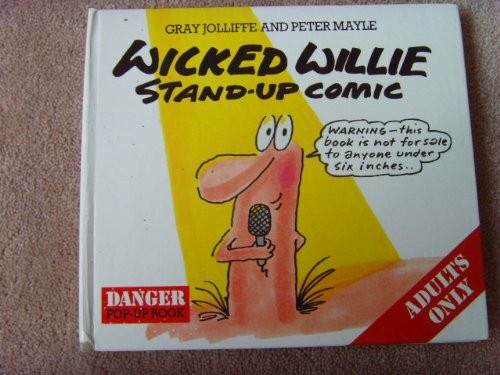 GRAY JOLLIFFE AND PETER MAYLE
WICKED WILLIE
STAND-UP COMIC
WARNING - this
book is not for sale
to anyone under
six inches..
DANGER
POP-UP BOOK
ADULTS
ONLY